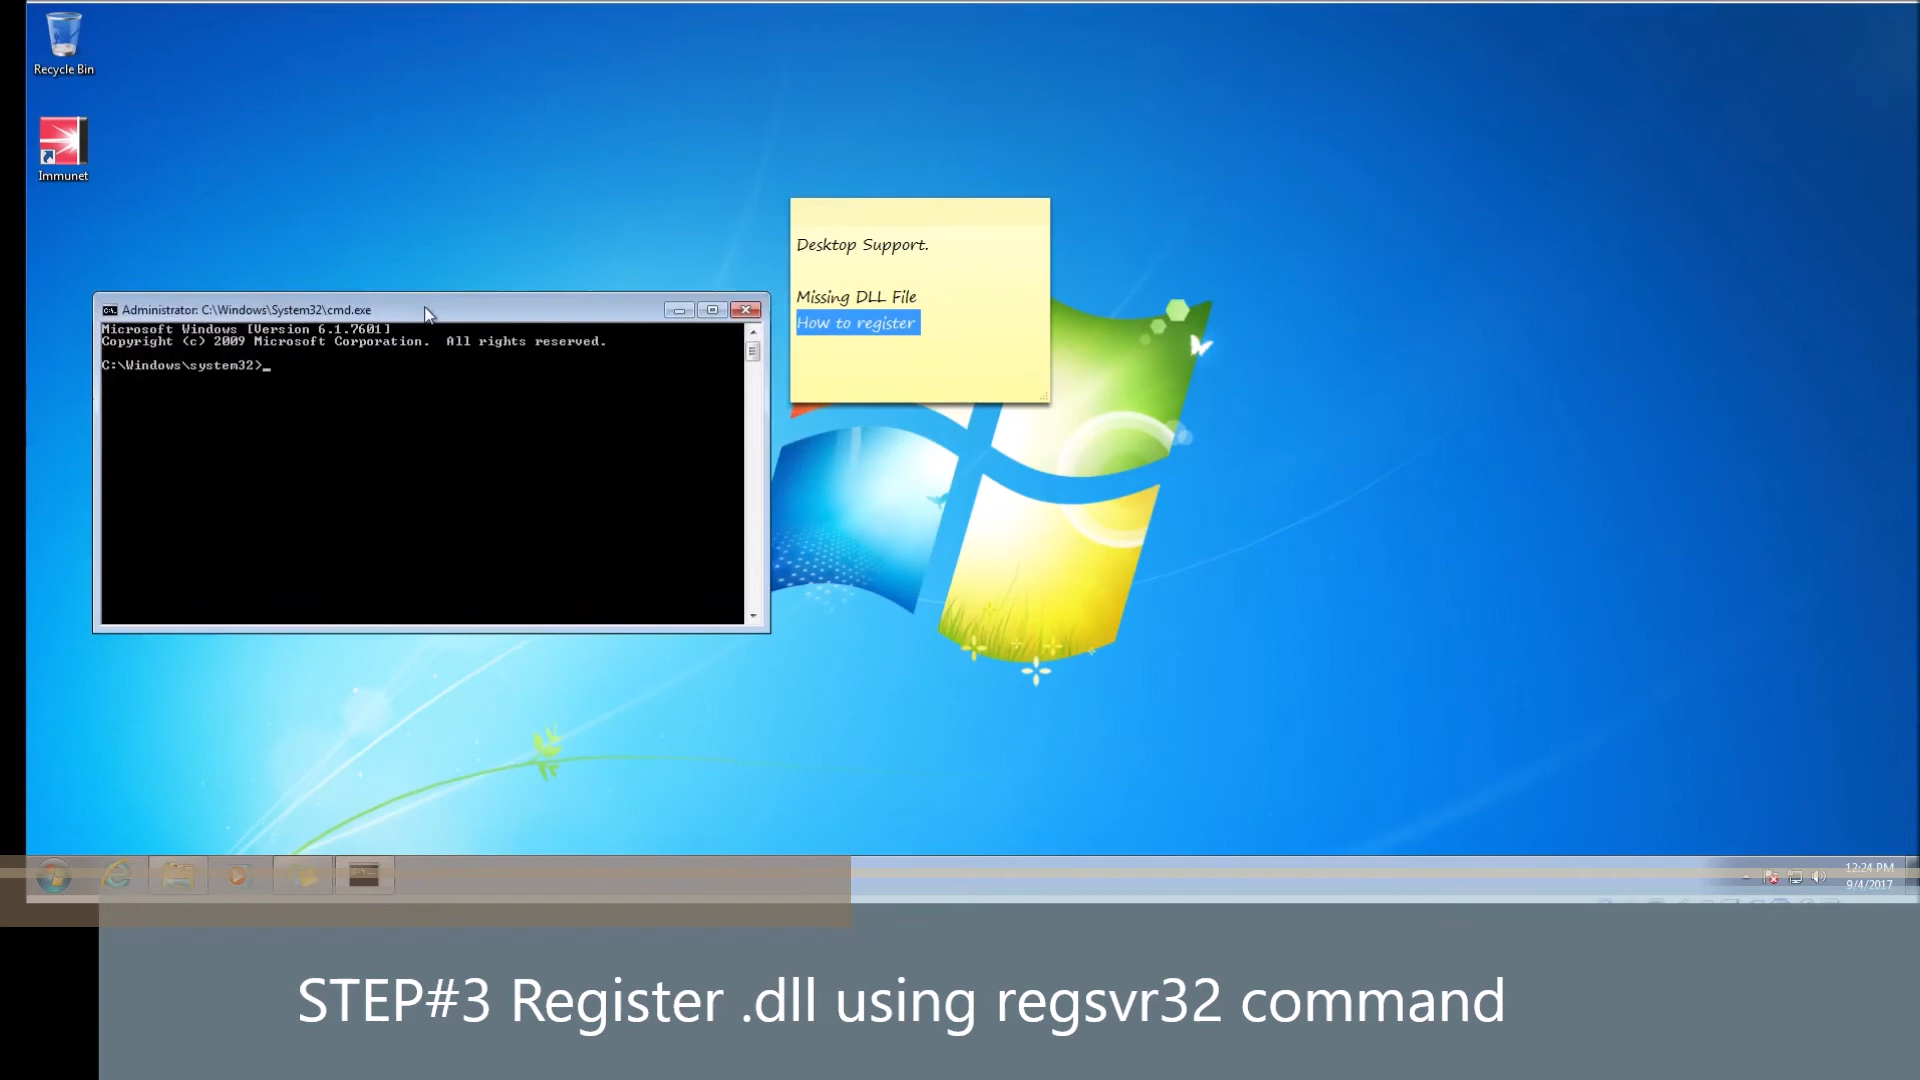 Recycle Bin
Immunet
Desktop Support.
Missing DLL File
How to register
Administrator: C:\Windows\System32\cmd.exe
Microsoft Windows [Version 6.1.7601]
Copyright (c) 2009 Microsoft Corporation.  All rights reserved.
C:\Windows\system32>_
12:24 PM
9/4/2017
STEP#3 Register .dll using regsvr32 command